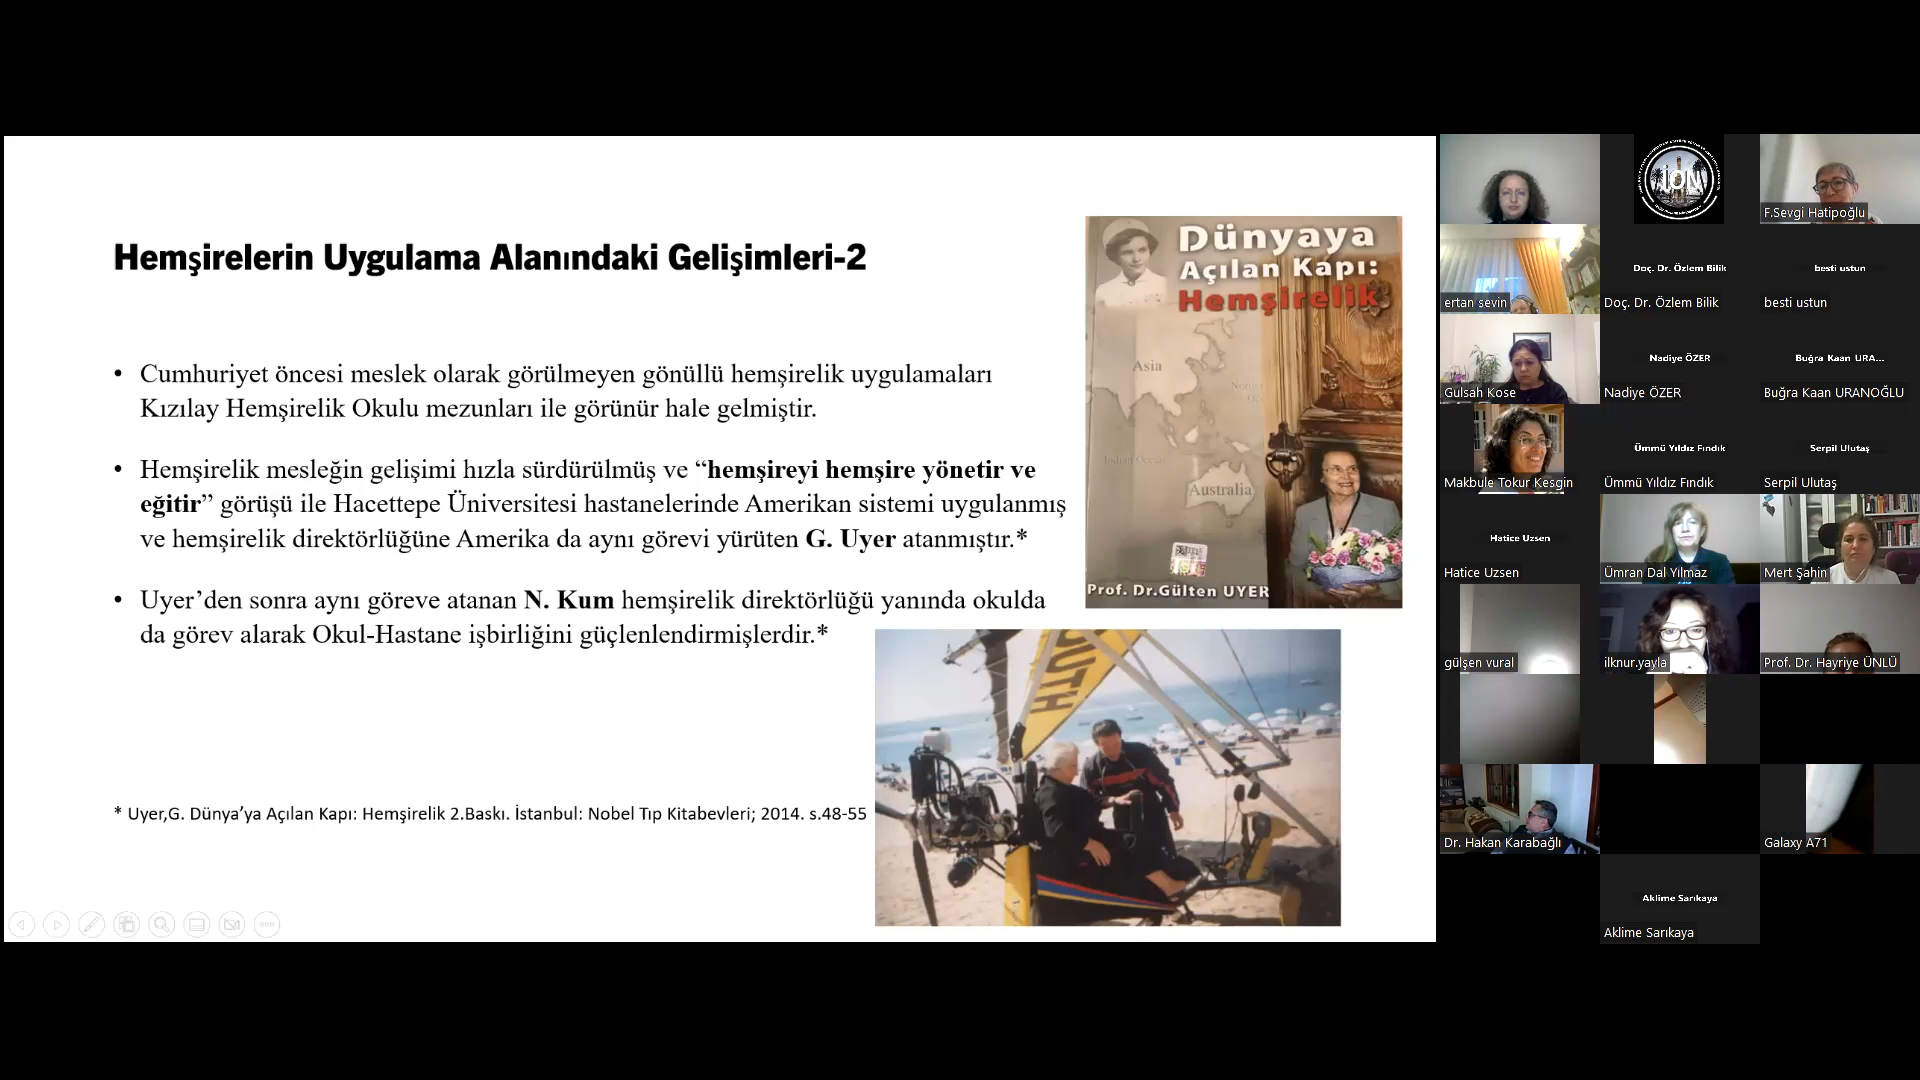 Hemşirelerin Uygulama Alanındaki Gelişimleri-2
• Cumhuriyet öncesi meslek olarak görülmeyen gönüllü hemşirelik uygulamaları
Kızılay Hemşirelik Okulu mezunları ile görünür hale gelmiştir.
• Hemşirelik mesleğin gelişimi hızla sürdürülmüş ve “hemşireyi hemşire yönetir ve
eğitir” görüşü ile Hacettepe Üniversitesi hastanelerinde Amerikan sistemi uygulanmış
ve hemşirelik direktörlüğüne Amerika da aynı görevi yürüten G. Uyer atanmıştır.*
• Uyer’den sonra aynı göreve atanan N. Kum hemşirelik direktörlüğü yanında okulda
da görev alarak Okul-Hastane işbirliğini güçlenlendirmişlerdir.*
* Uyer,G. Dünya’ya Açılan Kapı: Hemşirelik 2.Baskı. İstanbul: Nobel Tıp Kitabevleri; 2014. s.48-55
Dünyaya
Açılan Kapı:
Hemşirelik
Asia
Indian Ocean
Australia
Prof. Dr.Gülten UYER
İON
F.Sevgi Hatipoğlu
ertan sevin
Doç. Dr. Özlem Bilik
Doç. Dr. Özlem Bilik
besti ustun
besti ustun
Gulsah Kose
Nadiye ÖZER
Nadiye ÖZER
Buğra Kaan URA...
Buğra Kaan URANOĞLU
Makbule Tokur Kesgin
Ümmü Yıldız Fındık
Ümmü Yıldız Fındık
Serpil Ulutaş
Serpil Ulutaş
Hatice Uzsen
Hatice Uzsen
Ümran Dal Yılmaz
Mert Şahin
gülşen vural
ilknur.yayla
Prof. Dr. Hayriye ÜNLÜ
Dr. Hakan Karabağlı
Galaxy A71
Aklime Sarıkaya
Aklime Sarıkaya